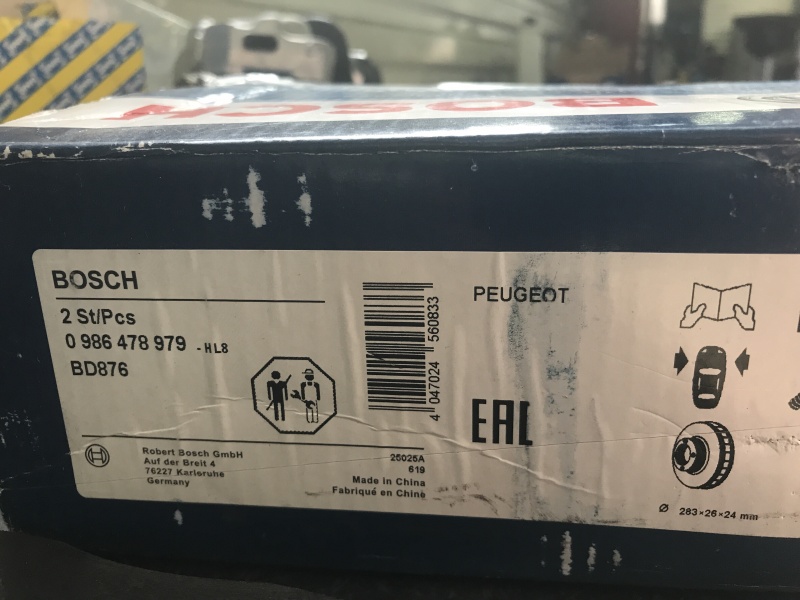 BOSCH
BOSCH
2 St/Pcs
0 986 478 979 -HL8
BD876
4 047024 560833
PEUGEOT
EAC
Robert Bosch GmbH
Auf der Breit 4
76227 Karlsruhe
Germany
25025A
619
Made in China
Fabriqué en Chine
Ø 283×26×24 mm